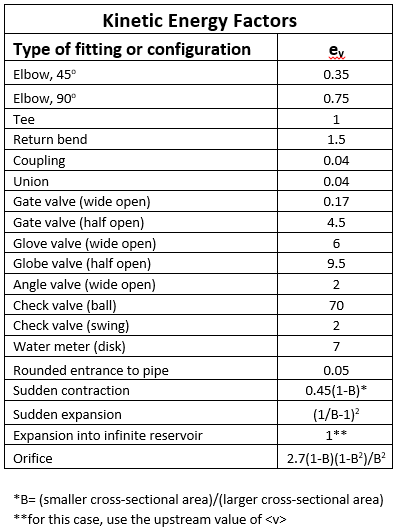 Kinetic Energy Factors
Type of fitting or configuration ev
Elbow, 45° 0.35
Elbow, 90° 0.75
Tee 1
Return bend 1.5
Coupling 0.04
Union 0.04
Gate valve (wide open) 0.17
Gate valve (half open) 4.5
Glove valve (wide open) 6
Globe valve (half open) 9.5
Angle valve (wide open) 2
Check valve (ball) 70
Check valve (swing) 2
Water meter (disk) 7
Rounded entrance to pipe 0.05
Sudden contraction 0.45(1-B)*
Sudden expansion (1/B-1)²
Expansion into infinite reservoir 1**
Orifice 2.7(1-B)(1-B²)/B²
*B= (smaller cross-sectional area)/(larger cross-sectional area)
**for this case, use the upstream value of <v>